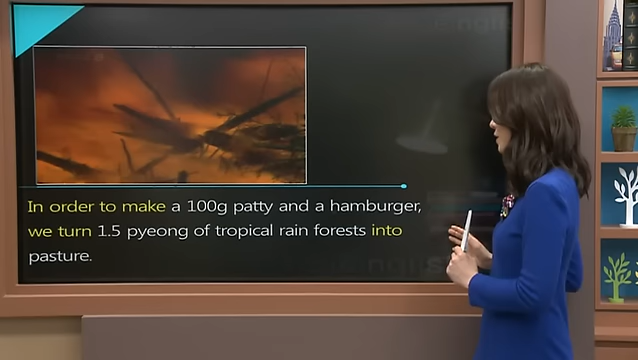 In order to make a 100g patty and a hamburger,
we turn 1.5 pyeong of tropical rain forests into
pasture.